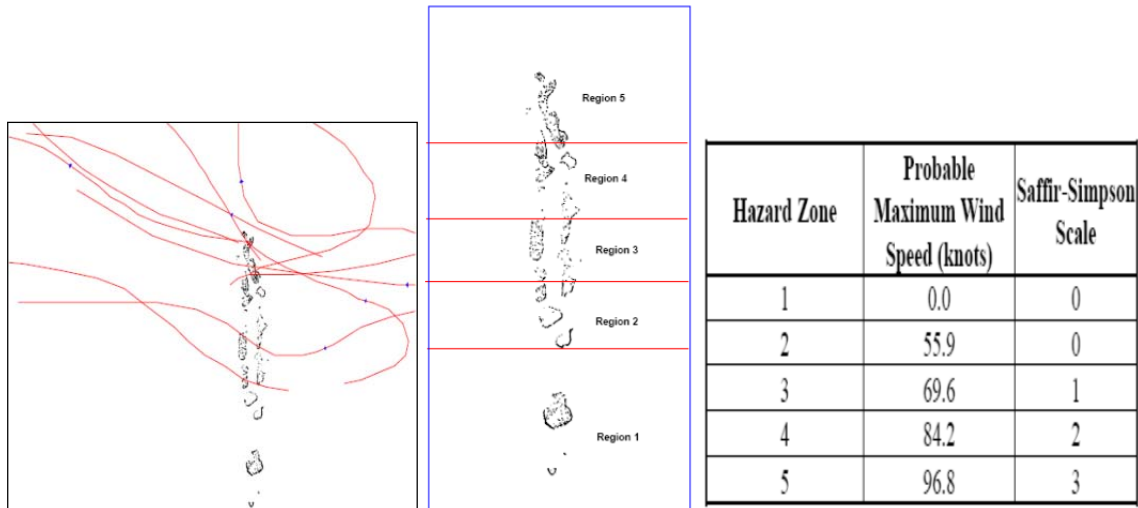 Region 5
Region 4
Region 3
Region 2
Region 1
Hazard Zone Probable Maximum Wind Speed (knots) Saffir-Simpson Scale
1 0.0 0
2 55.9 0
3 69.6 1
4 84.2 2
5 96.8 3